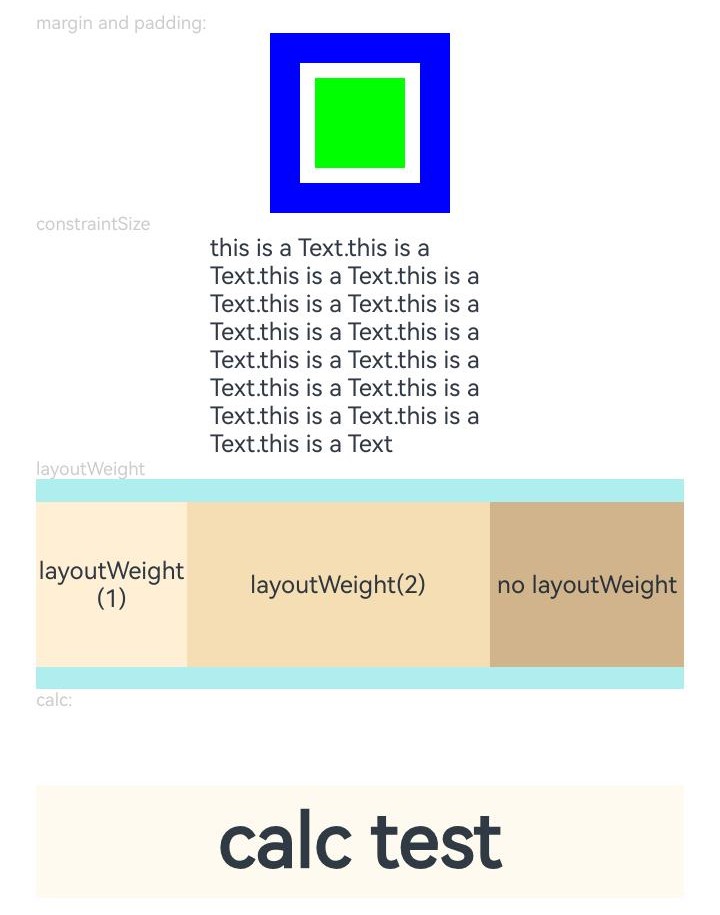 margin and padding:
constraintSize
this is a Text.this is a
Text.this is a Text.this is a
Text.this is a Text.this is a
Text.this is a Text.this is a
Text.this is a Text.this is a
Text.this is a Text.this is a
Text.this is a Text.this is a
Text.this is a Text
layoutWeight
layoutWeight
(1)
layoutWeight(2)
no layoutWeight
calc:
calc test